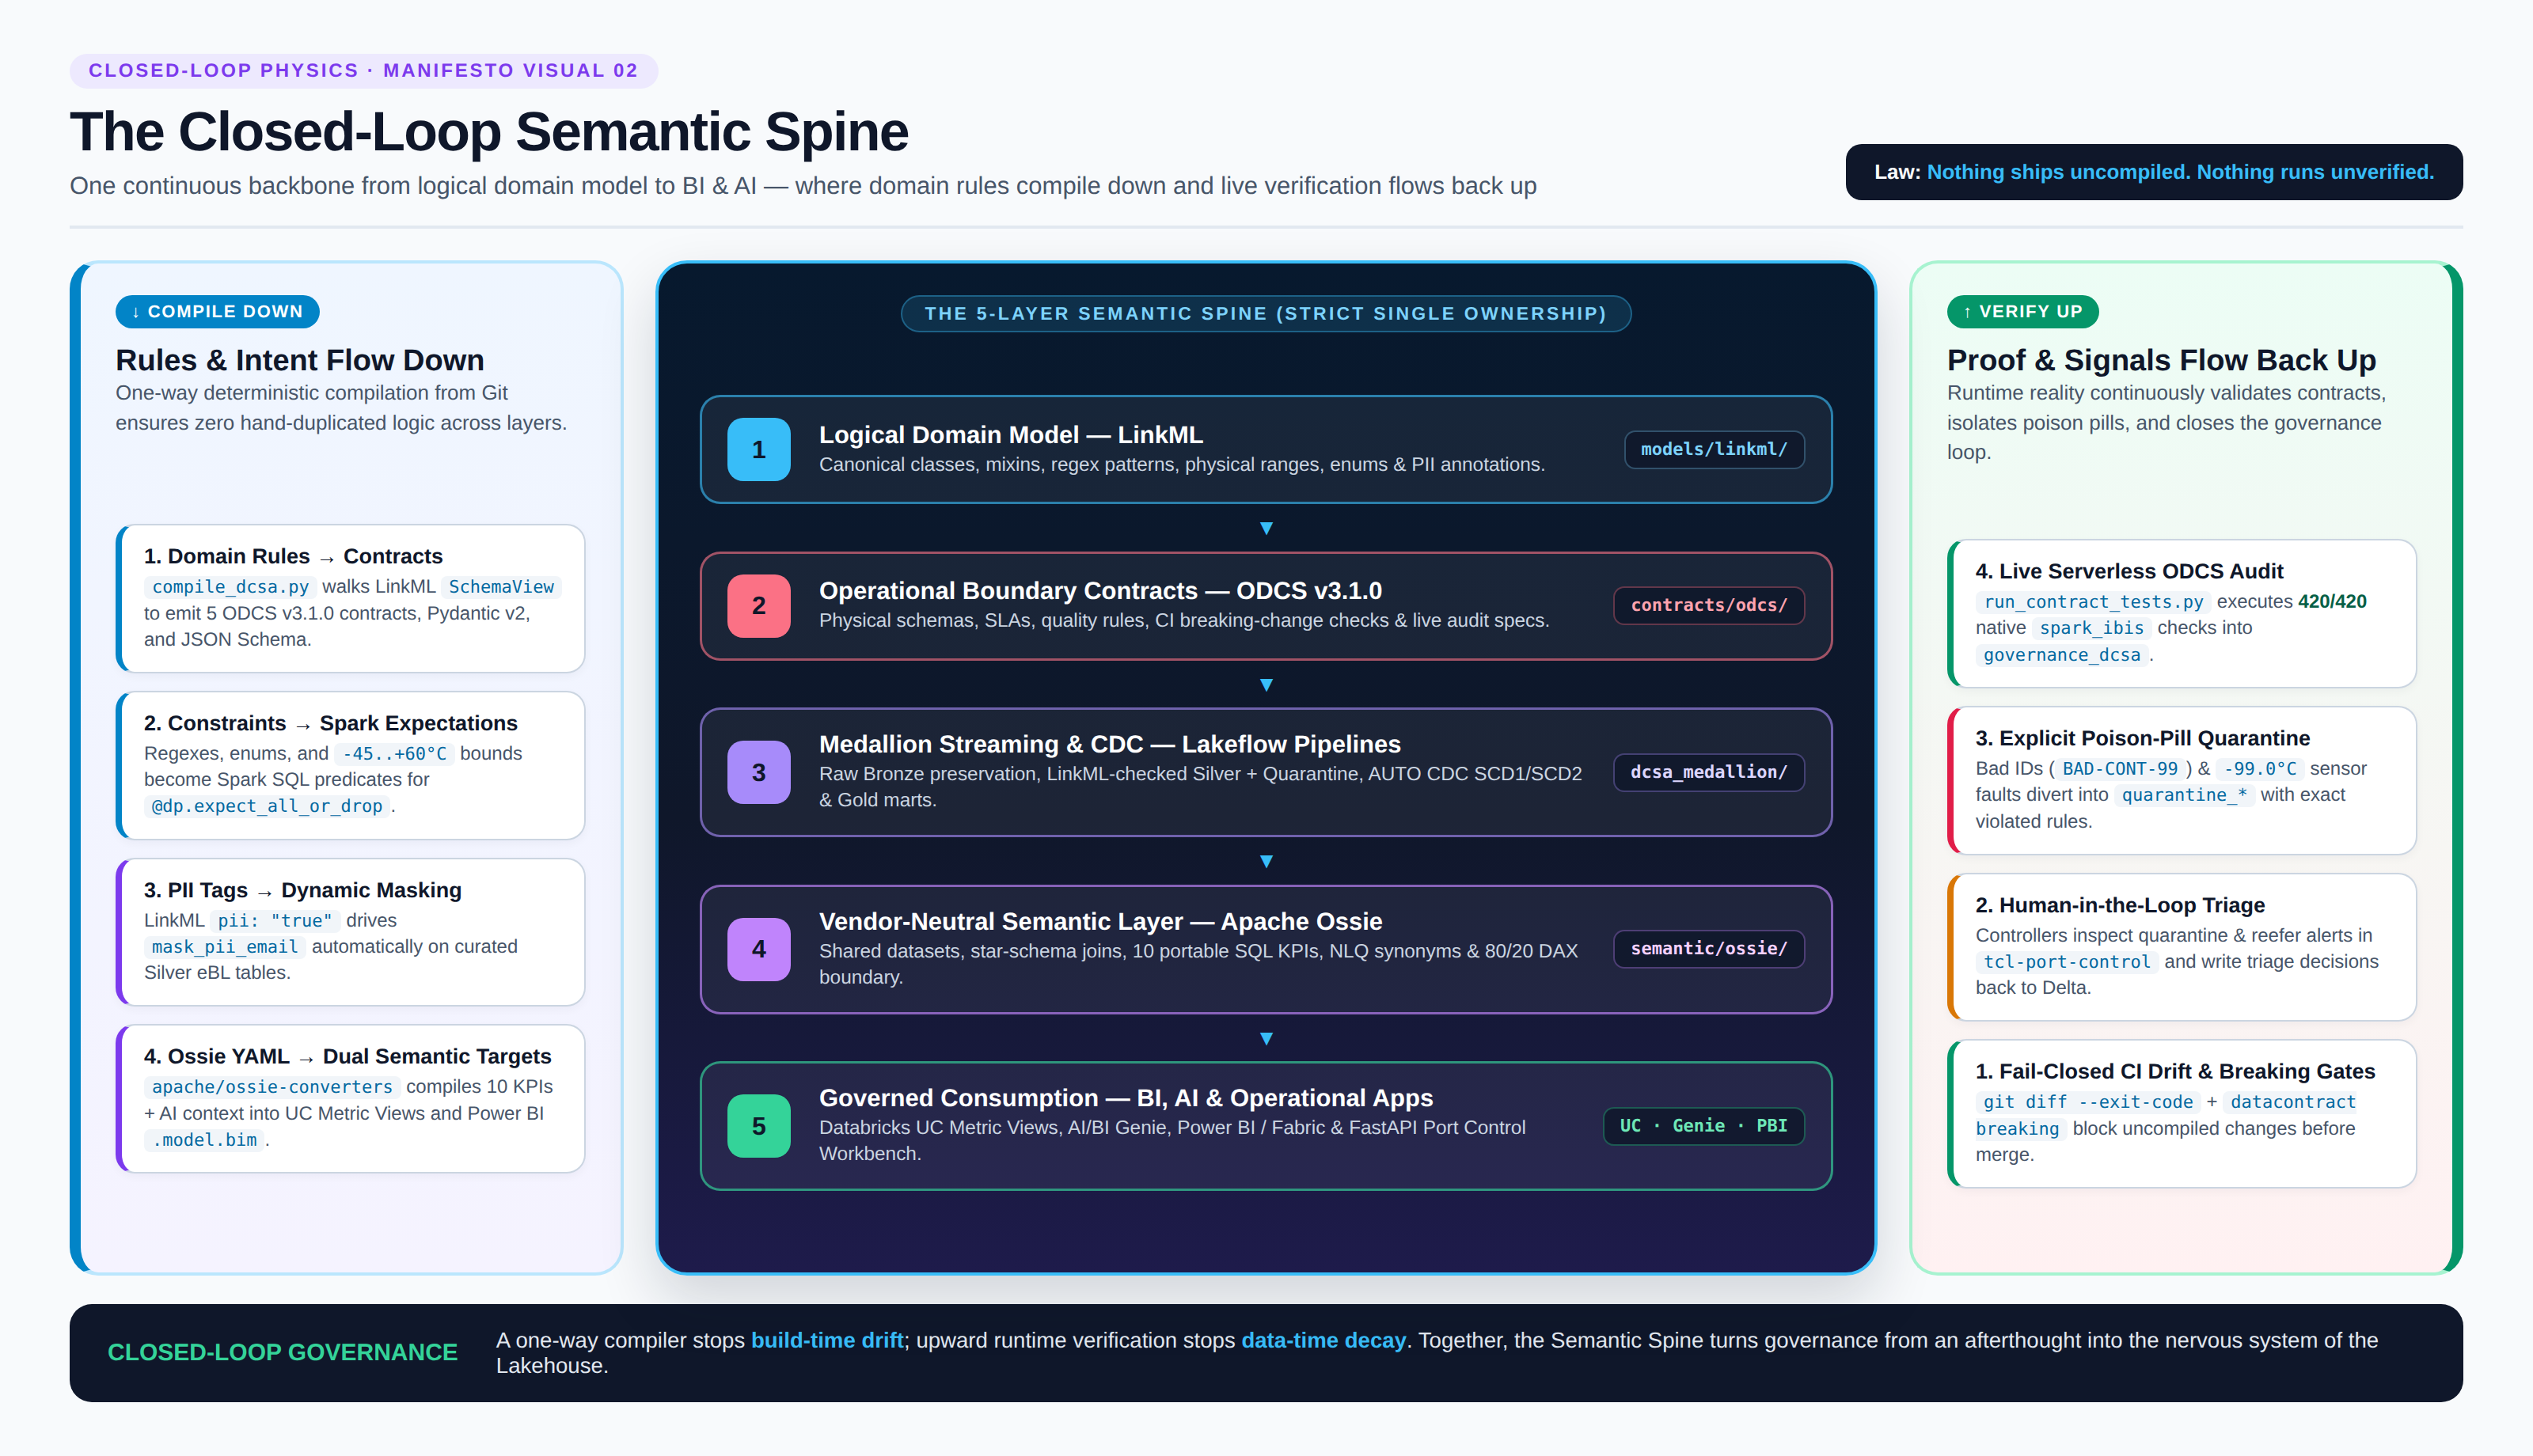 CLOSED-LOOP PHYSICS · MANIFESTO VISUAL 02
The Closed-Loop Semantic Spine
One continuous backbone from logical domain model to BI & AI — where domain rules compile down and live verification flows back up
Law: Nothing ships uncompiled. Nothing runs unverified.
↓ COMPILE DOWN
Rules & Intent Flow Down
One-way deterministic compilation from Git
ensures zero hand-duplicated logic across layers.
1. Domain Rules → Contracts
compile_dcsa.py walks LinkML SchemaView
to emit 5 ODCS v3.1.0 contracts, Pydantic v2,
and JSON Schema.
2. Constraints → Spark Expectations
Regexes, enums, and -45..+60°C bounds
become Spark SQL predicates for
@dp.expect_all_or_drop.
3. PII Tags → Dynamic Masking
LinkML pii: "true" drives
mask_pii_email automatically on curated
Silver eBL tables.
4. Ossie YAML → Dual Semantic Targets
apache/ossie-converters compiles 10 KPIs
+ AI context into UC Metric Views and Power BI
.model.bim.
THE 5-LAYER SEMANTIC SPINE (STRICT SINGLE OWNERSHIP)
1
Logical Domain Model — LinkML
Canonical classes, mixins, regex patterns, physical ranges, enums & PII annotations.
models/linkml/
▼
2
Operational Boundary Contracts — ODCS v3.1.0
Physical schemas, SLAs, quality rules, CI breaking-change checks & live audit specs.
contracts/odcs/
▼
3
Medallion Streaming & CDC — Lakeflow Pipelines
Raw Bronze preservation, LinkML-checked Silver + Quarantine, AUTO CDC SCD1/SCD2
& Gold marts.
dcsa_medallion/
▼
4
Vendor-Neutral Semantic Layer — Apache Ossie
Shared datasets, star-schema joins, 10 portable SQL KPIs, NLQ synonyms & 80/20 DAX
boundary.
semantic/ossie/
▼
5
Governed Consumption — BI, AI & Operational Apps
Databricks UC Metric Views, AI/BI Genie, Power BI / Fabric & FastAPI Port Control
Workbench.
UC · Genie · PBI
↑ VERIFY UP
Proof & Signals Flow Back Up
Runtime reality continuously validates contracts,
isolates poison pills, and closes the governance
loop.
4. Live Serverless ODCS Audit
run_contract_tests.py executes 420/420
native spark_ibis checks into
governance_dcsa.
3. Explicit Poison-Pill Quarantine
Bad IDs (BAD-CONT-99) & -99.0°C sensor
faults divert into quarantine_* with exact
violated rules.
2. Human-in-the-Loop Triage
Controllers inspect quarantine & reefer alerts in
tcl-port-control and write triage decisions
back to Delta.
1. Fail-Closed CI Drift & Breaking Gates
git diff --exit-code + datacontract
breaking block uncompiled changes before
merge.
CLOSED-LOOP GOVERNANCE
A one-way compiler stops build-time drift; upward runtime verification stops data-time decay. Together, the Semantic Spine turns governance from an afterthought into the nervous system of the
Lakehouse.